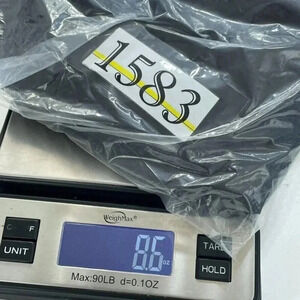 1583
WeighMax
C F
UNIT
8.6 oz
TARE
HOLD
Max:90LB d=0.1OZ